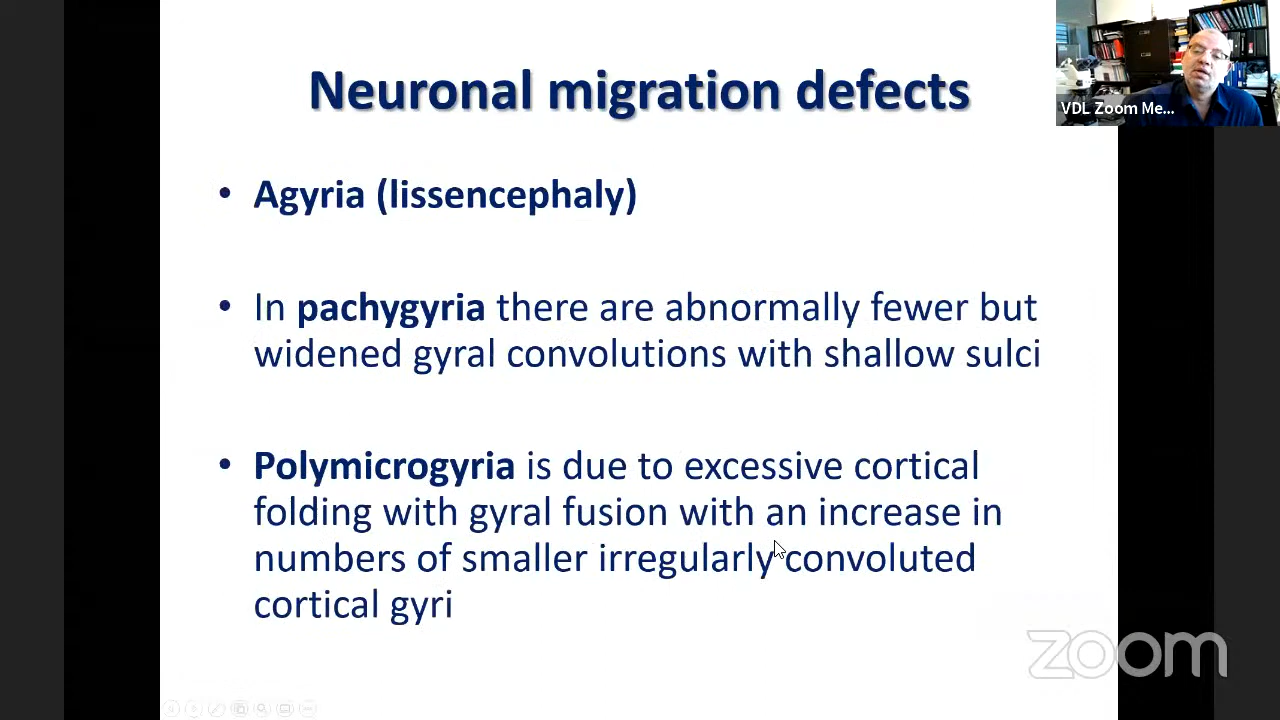 Neuronal migration defects
VDL Zoom Me...
• Agyria (lissencephaly)
• In pachygyria there are abnormally fewer but
widened gyral convolutions with shallow sulci
• Polymicrogyria is due to excessive cortical
folding with gyral fusion with an increase in
numbers of smaller irregularly convoluted
cortical gyri
zoom